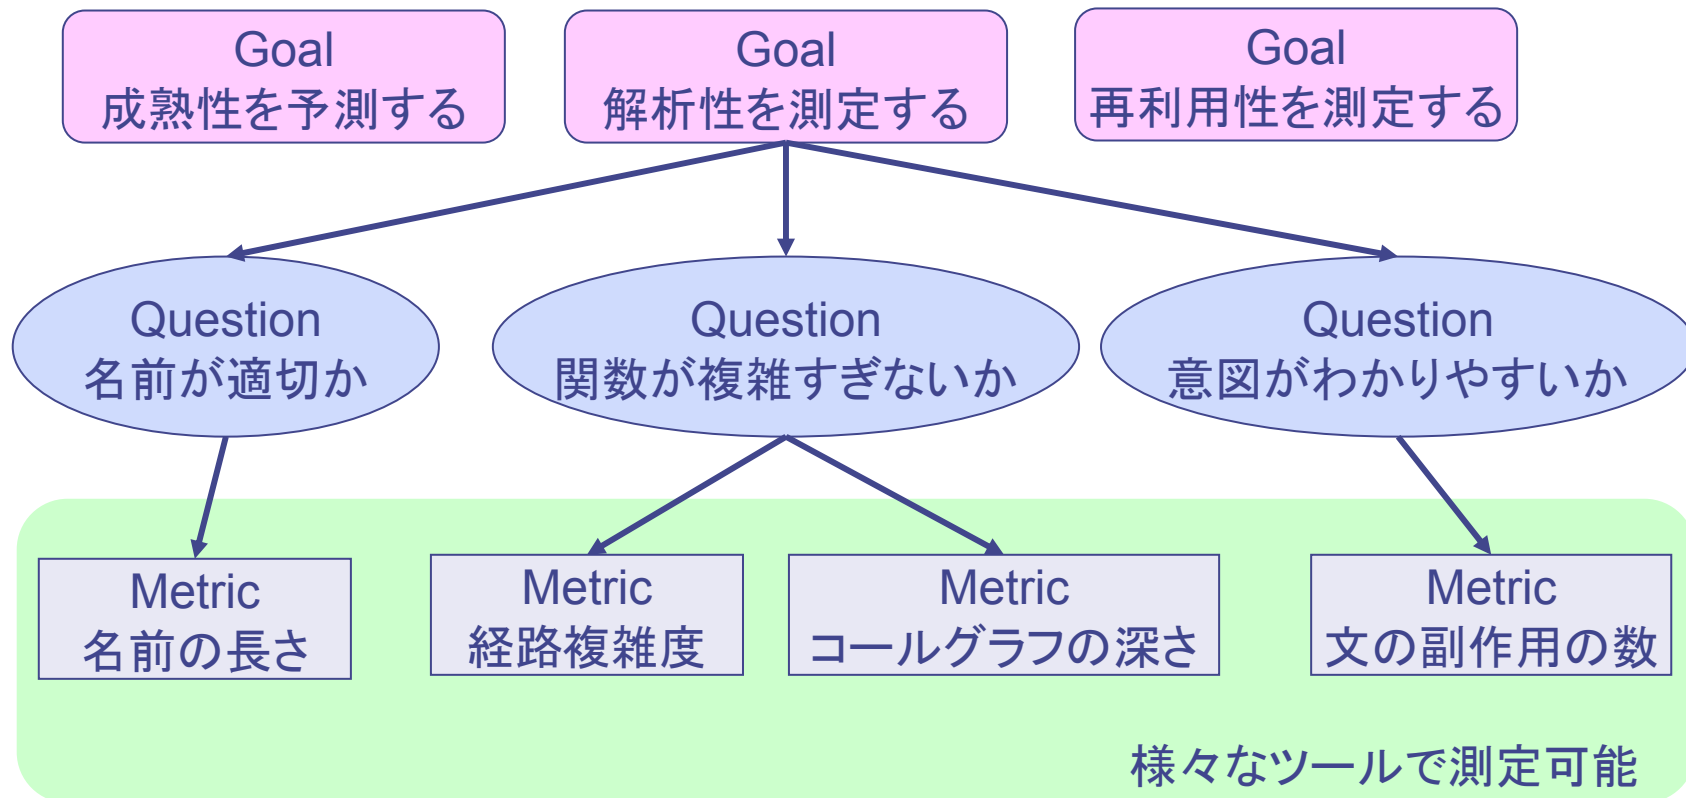 Goal
成熟性を予測する
Goal
解析性を測定する
Goal
再利用性を測定する
Question
名前が適切か
Question
関数が複雑すぎないか
Question
意図がわかりやすいか
Metric
名前の長さ
Metric
経路複雑度
Metric
コールグラフの深さ
Metric
文の副作用の数
様々なツールで測定可能